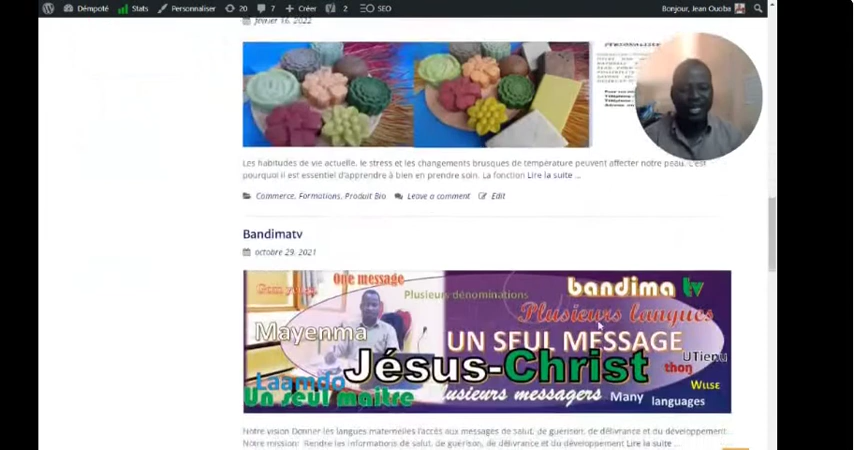 Démpoté Stats Personnaliser 20 7 + Créer 2 SEO Bonjour, Jean Ouoba
février 16, 2022
Les habitudes de vie actuelle, le stress et les changements brusques de température peuvent affecter notre peau. C'est
pourquoi il est essentiel d'apprendre à bien en prendre soin. La fonction Lire la suite ...
Commerce, Formations, Produit Bio Leave a comment Edit
Bandimatv
octobre 29, 2021
One message
bandima tv
Plusieurs dénominations
Plusieurs langues
Mayenma
UN SEUL MESSAGE
UTienu
Jésus-Christ
thon
Laamdo
WILSE
Un seul maître
plusieurs messagers
Many
languages
Notre vision Donner les langues maternelles l'accès aux messages de salut, de guérison, de délivrance et du développement
Notre mission: Rendre les informations de salut, de guérison, de délivrance et du développement Lire la suite ...